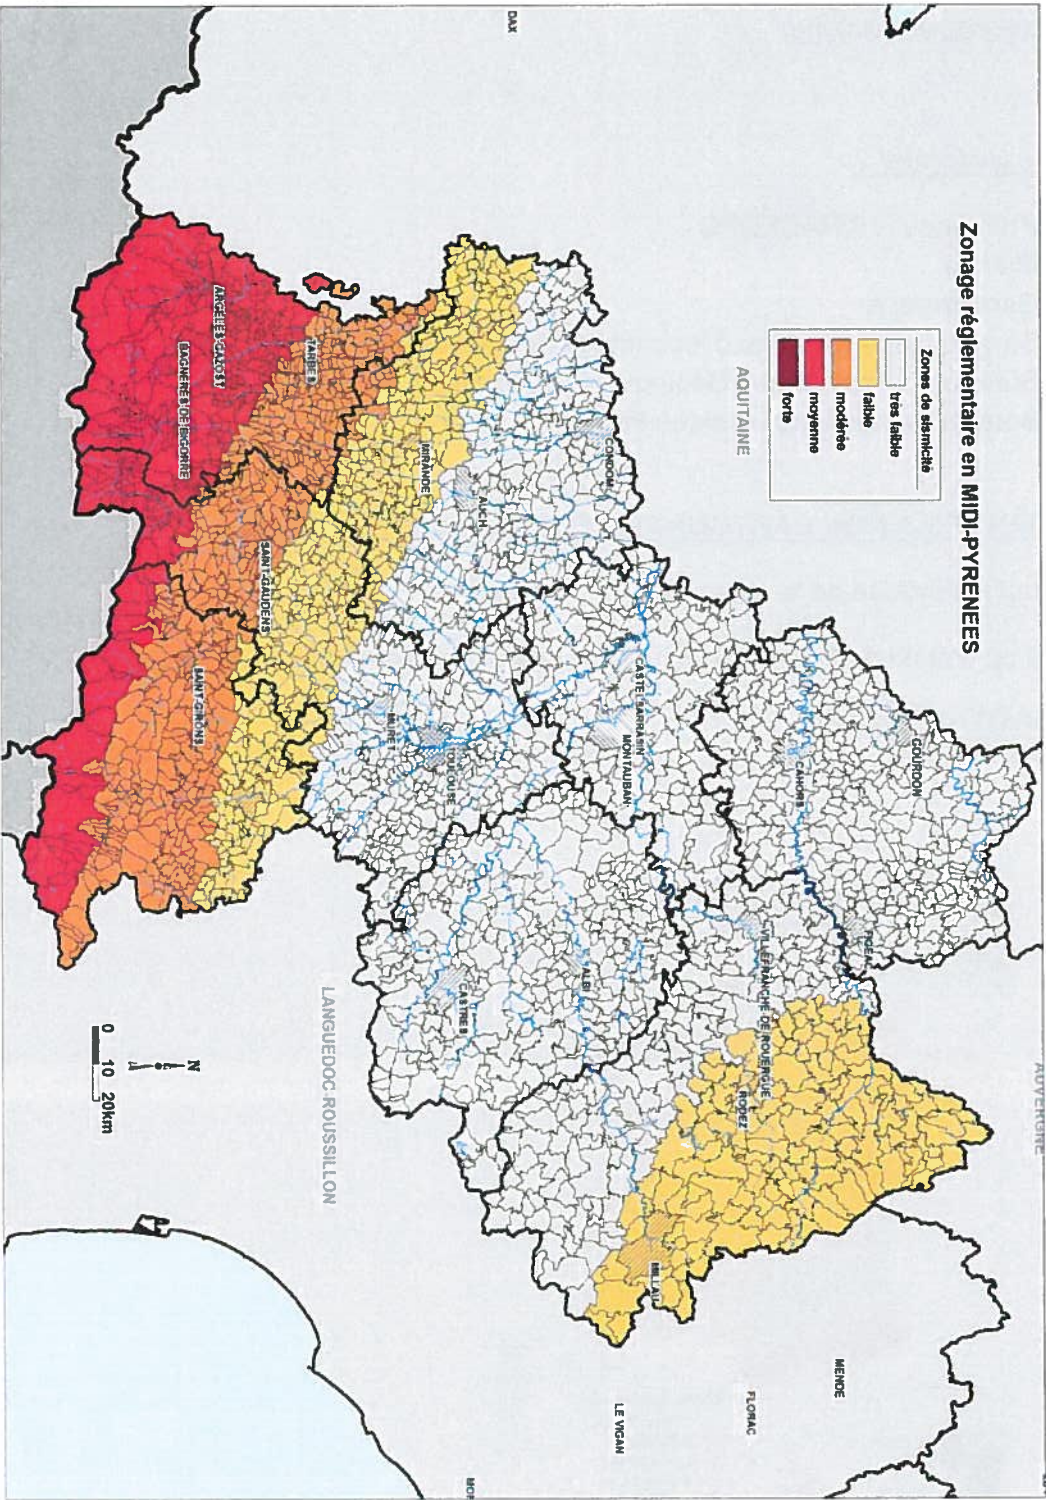 Zonage réglementaire en MIDI-PYRENEES
Zones de sismicité
très faible
faible
modérée
moyenne
forte
AQUITAINE
AUVERGNE
LANGUEDOC-ROUSSILLON
DAX
GOURDON
CAHORS
FIGEAC
VILLEFRANCHE DE ROUERGUE
RODEZ
MILLAU
MENDE
FLORAC
LE VIGAN
CONDOM
AUCH
MIRANDE
CASTELSARRASIN
MONTAUBAN
ALBI
CASTRES
TOULOUSE
MURET
TARBES
ARGELES-GAZOST
BAGNERES DE BIGORRE
SAINT-GAUDENS
SAINT-GIRONS
N
0 10 20km